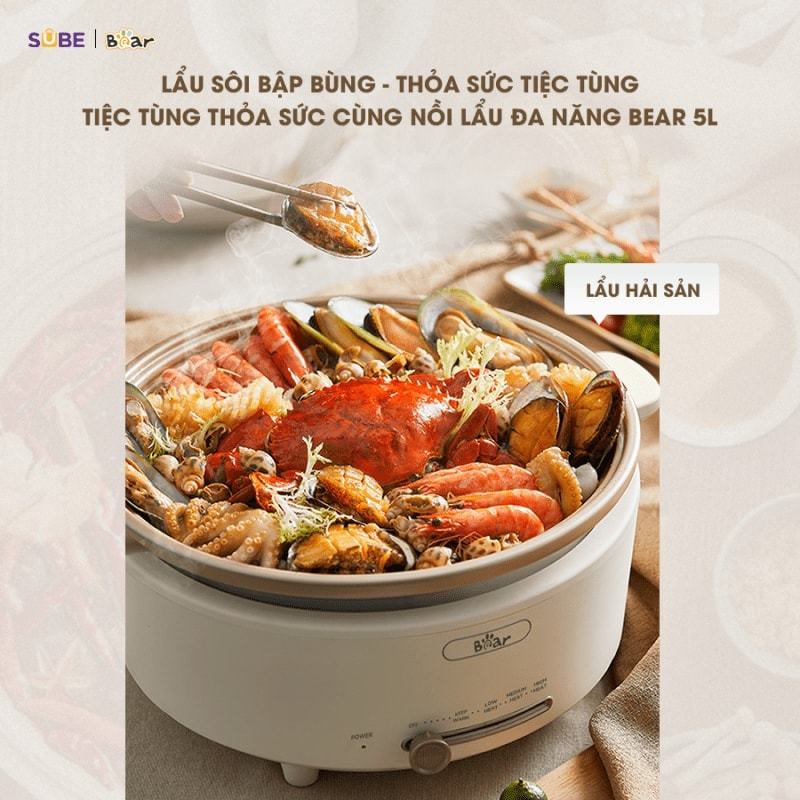 SUBE | Bear
LẨU SÔI BẬP BÙNG - THỎA SỨC TIỆC TÙNG
TIỆC TÙNG THỎA SỨC CÙNG NỒI LẨU ĐA NĂNG BEAR 5L
LẨU HẢI SẢN
Bear
POWER
OFF KEEP WARM LOW HEAT MEDIUM HEAT HIGH HEAT